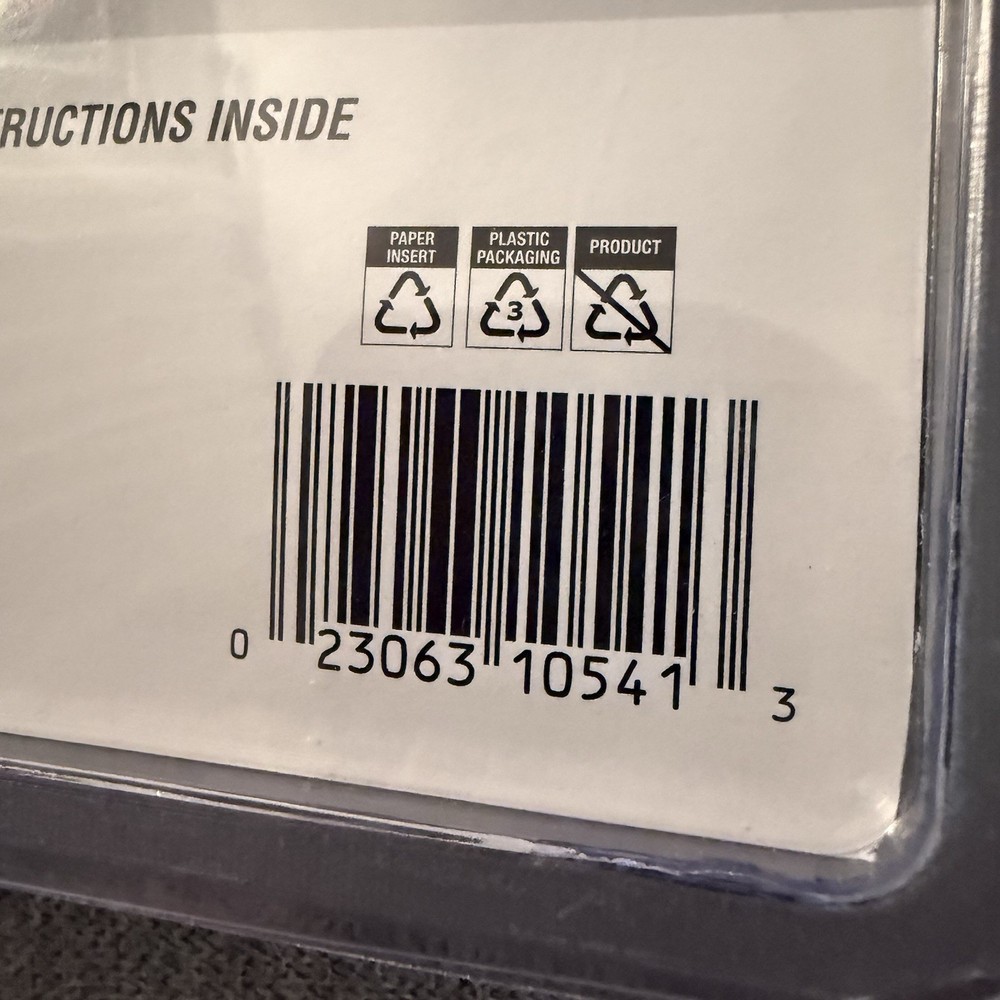 RUCTIONS INSIDE
PAPER
INSERT
PLASTIC
PACKAGING
3
PRODUCT
0 23063 10541 3